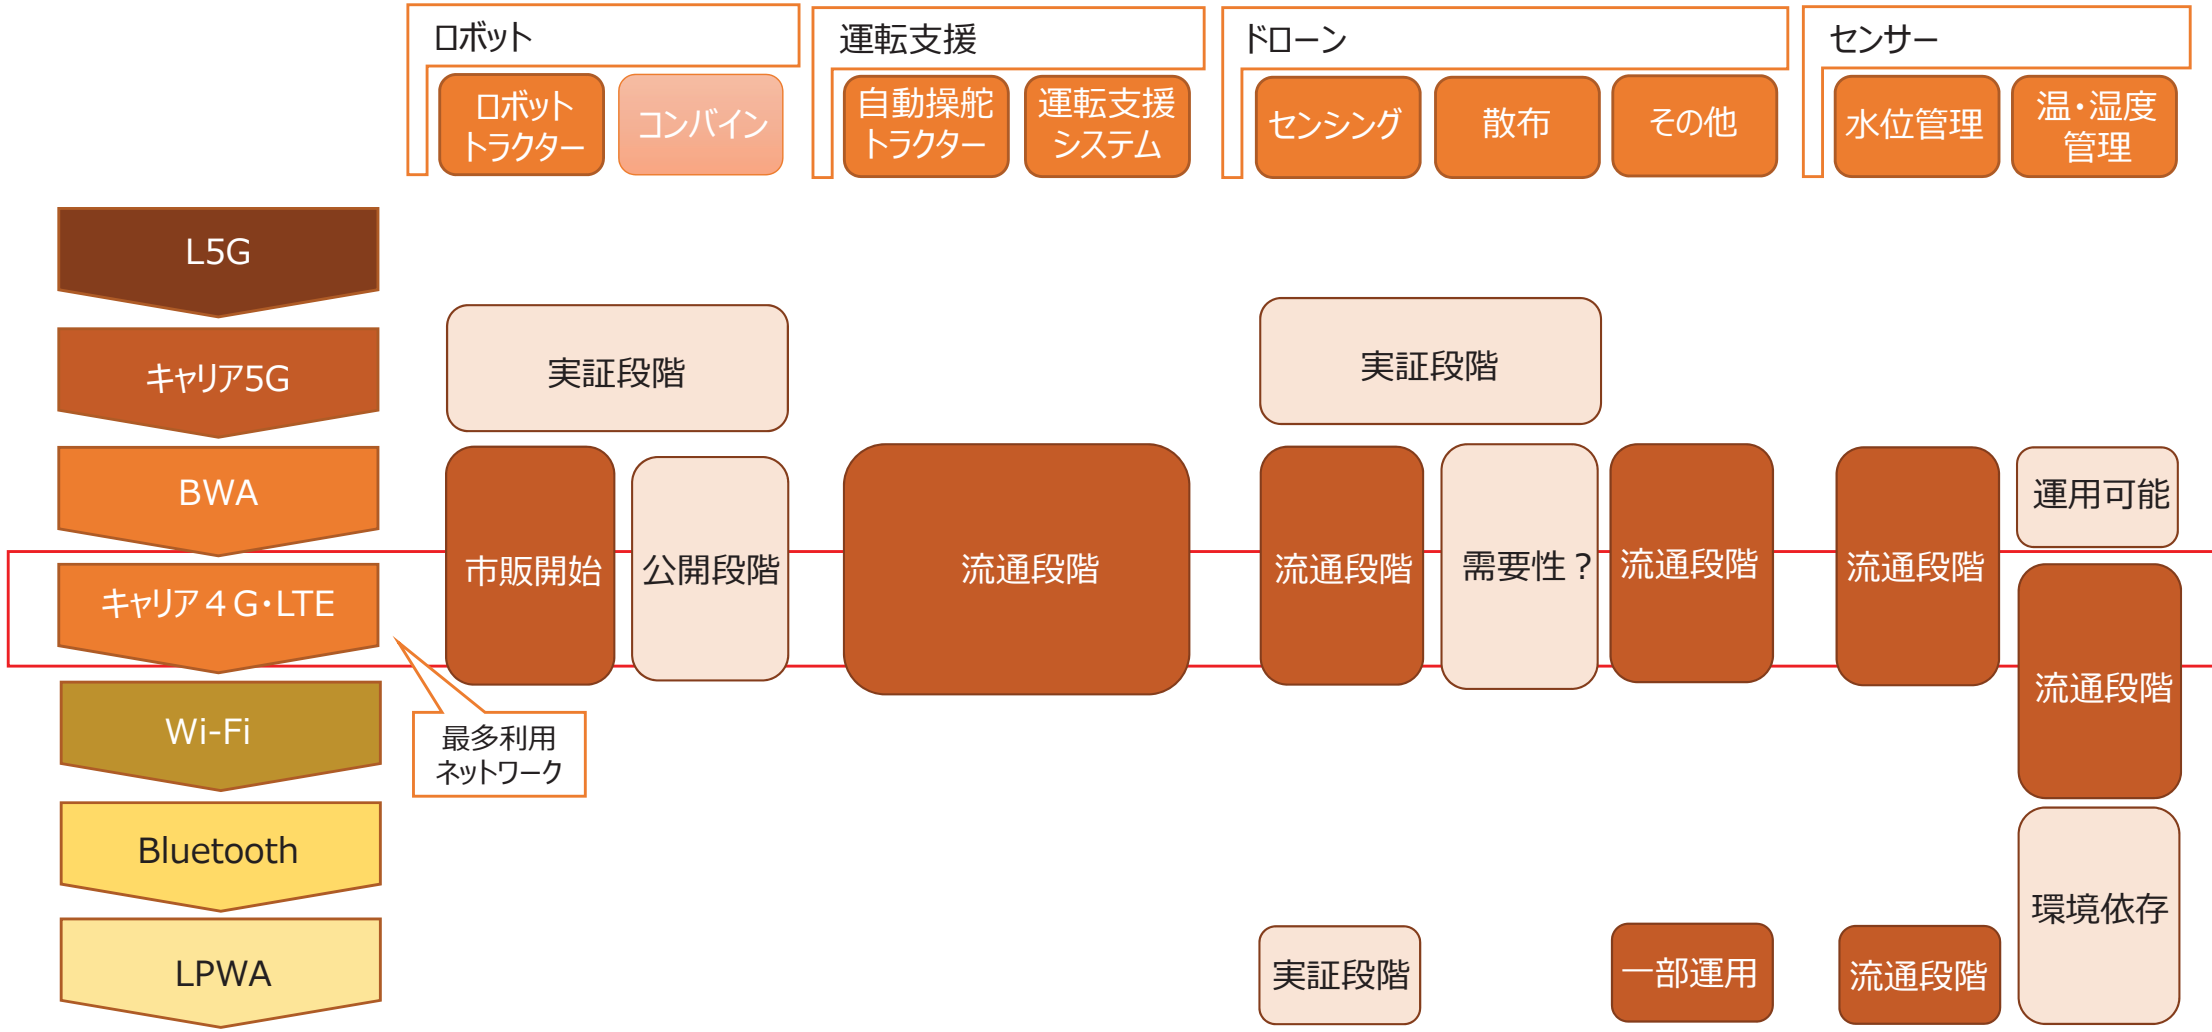 ロボット
運転支援
ドローン
センサー
ロボット
トラクター
コンバイン
自動操舵
トラクター
運転支援
システム
センシング
散布
その他
水位管理
温・湿度
管理
L5G
キャリア5G
実証段階
実証段階
BWA
運用可能
キャリア４Ｇ・LTE
市販開始
公開段階
流通段階
流通段階
需要性？
流通段階
流通段階
流通段階
最多利用
ネットワーク
Wi-Fi
Bluetooth
環境依存
LPWA
実証段階
一部運用
流通段階